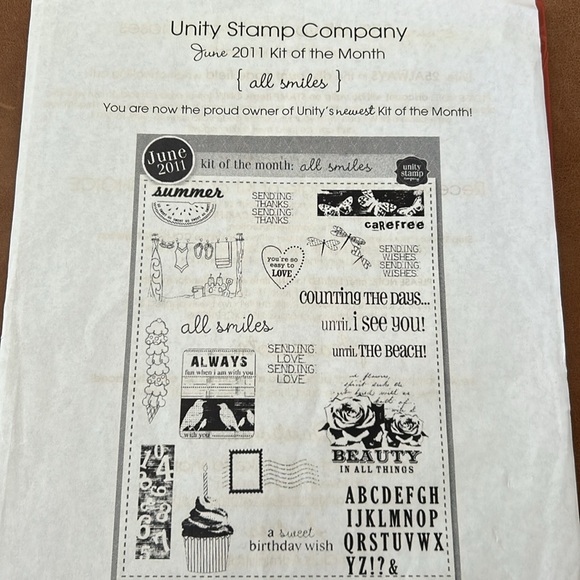 Unity Stamp Company
June 2011 Kit of the Month
{ all smiles }
You are now the proud owner of Unity's newest Kit of the Month!
June
2011
kit of the month: all smiles
unity
stamp
company
summer
SENDING
THANKS
SENDING
THANKS
carefree
you're so
easy to
LOVE
SENDING
WISHES
SENDING
WISHES
counting the days...
until i see you!
until the beach!
all smiles
SENDING
LOVE
SENDING
LOVE
ALWAYS
fun when i am with you
with you
BEAUTY
IN ALL THINGS
a sweet
birthday wish
ABCDEFGH
IJKLMNOP
QRSTUVWX
YZ!?&